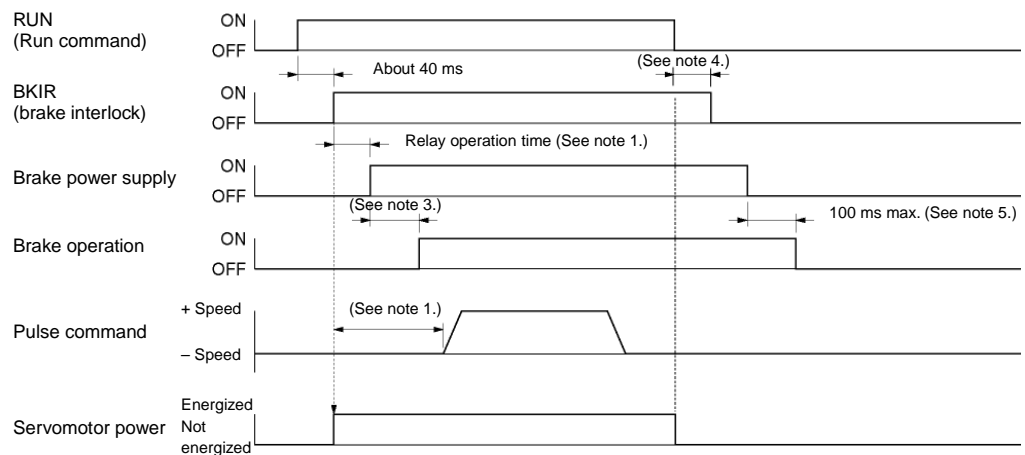 RUN
(Run command)
ON
OFF
About 40 ms
(See note 4.)
BKIR
(brake interlock)
ON
OFF
Relay operation time (See note 1.)
Brake power supply
ON
OFF
(See note 3.)
100 ms max. (See note 5.)
Brake operation
ON
OFF
Pulse command
+ Speed
(See note 1.)
– Speed
Servomotor power
Energized
Not
energized